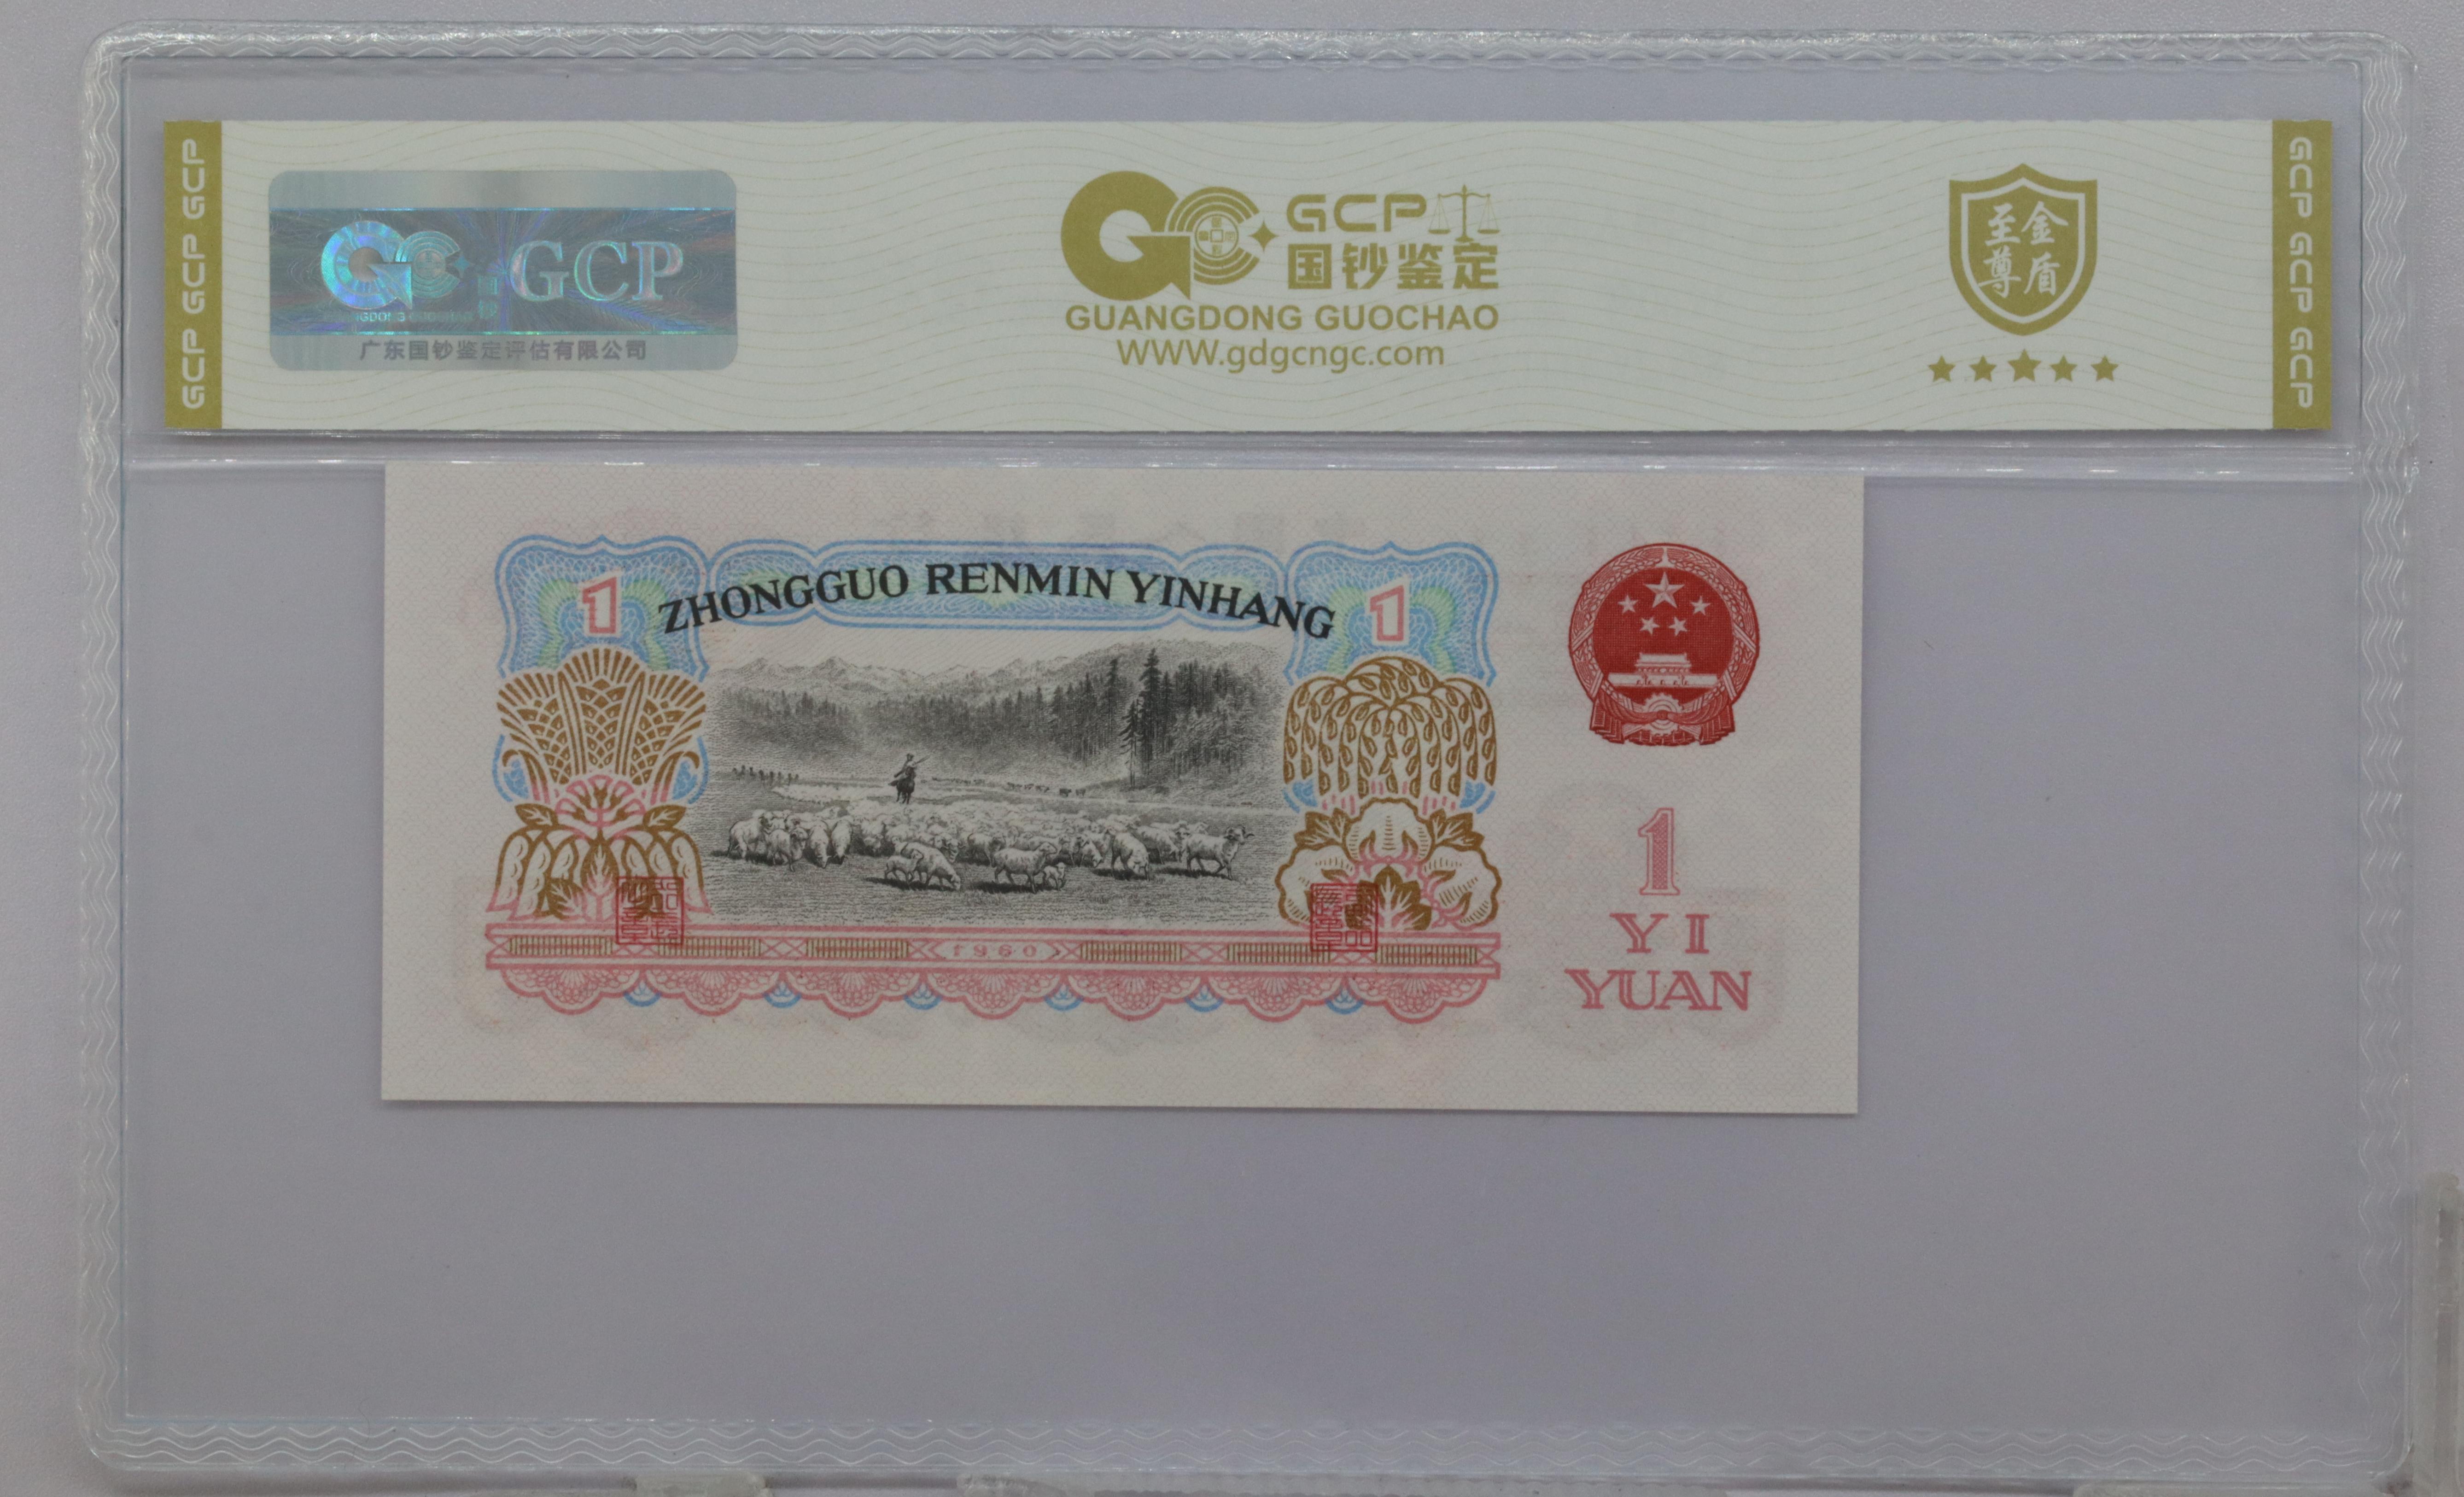 GCP GCP GCP
GCP
GUANGDONG GUOCHAO
广东国钞鉴定评估有限公司
GCP
国钞鉴定
GUANGDONG GUOCHAO
WWW.gdgcngc.com
至尊
金盾
GCP GCP GCP
ZHONGGUO RENMIN YINHANG
1
1
1960
1
YI
YUAN